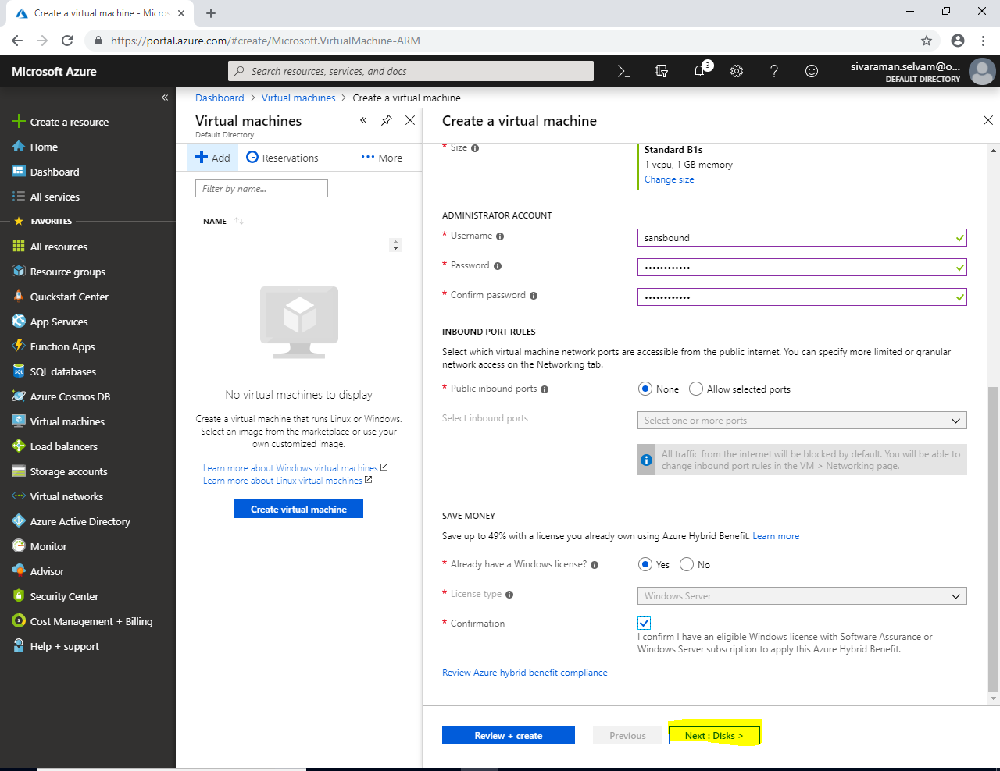 Create a virtual machine - Micros
https://portal.azure.com/#create/Microsoft.VirtualMachine-ARM
Microsoft Azure
Search resources, services, and docs
3
sivaraman.selvam@o...
DEFAULT DIRECTORY
Create a resource
Home
Dashboard
All services
FAVORITES
All resources
Resource groups
Quickstart Center
App Services
Function Apps
SQL databases
Azure Cosmos DB
Virtual machines
Load balancers
Storage accounts
Virtual networks
Azure Active Directory
Monitor
Advisor
Security Center
Cost Management + Billing
Help + support
Dashboard > Virtual machines > Create a virtual machine
Virtual machines
Default Directory
Add
Reservations
More
Filter by name...
NAME
No virtual machines to display
Create a virtual machine that runs Linux or Windows.
Select an image from the marketplace or use your
own customized image.
Learn more about Windows virtual machines
Learn more about Linux virtual machines
Create virtual machine
Create a virtual machine
* Size
Standard B1s
1 vcpu, 1 GB memory
Change size
ADMINISTRATOR ACCOUNT
* Username
sansbound
* Password
••••••••••••
* Confirm password
••••••••••••
INBOUND PORT RULES
Select which virtual machine network ports are accessible from the public internet. You can specify more limited or granular
network access on the Networking tab.
* Public inbound ports
None
Allow selected ports
Select inbound ports
Select one or more ports
All traffic from the internet will be blocked by default. You will be able to
change inbound port rules in the VM > Networking page.
SAVE MONEY
Save up to 49% with a license you already own using Azure Hybrid Benefit. Learn more
* Already have a Windows license?
Yes
No
* License type
Windows Server
* Confirmation
I confirm I have an eligible Windows license with Software Assurance or
Windows Server subscription to apply this Azure Hybrid Benefit.
Review Azure hybrid benefit compliance
Review + create
Previous
Next : Disks >